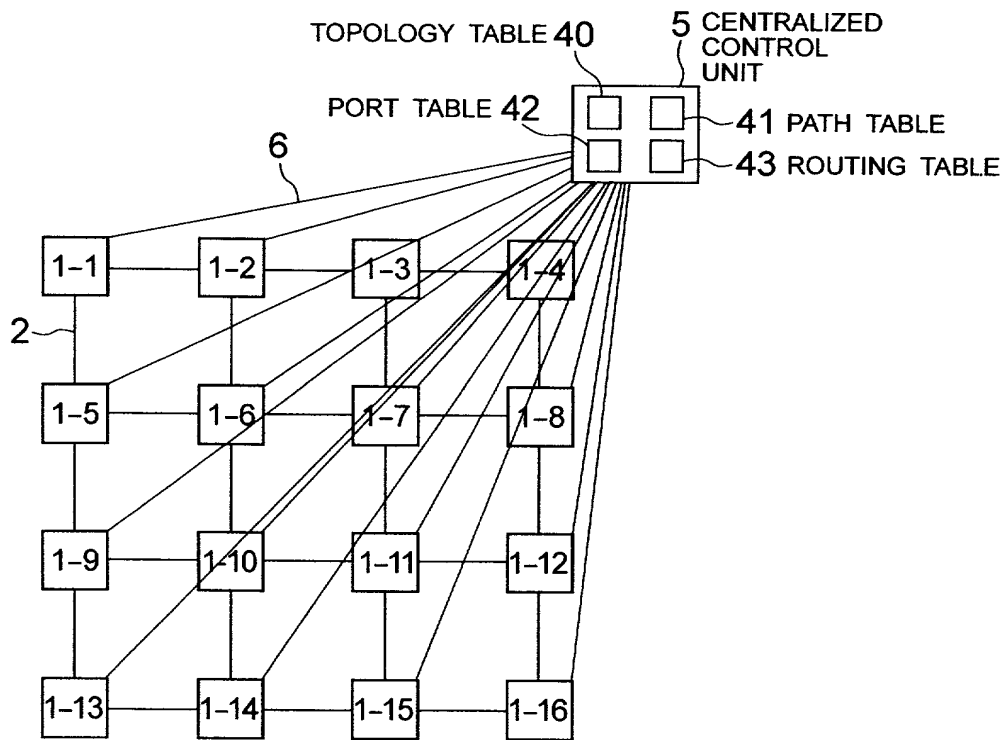 TOPOLOGY TABLE 40
5 CENTRALIZED
CONTROL
UNIT
PORT TABLE 42
41 PATH TABLE
43 ROUTING TABLE
6
1-1
1-2
1-3
1-4
2
1-5
1-6
1-7
1-8
1-9
1-10
1-11
1-12
1-13
1-14
1-15
1-16